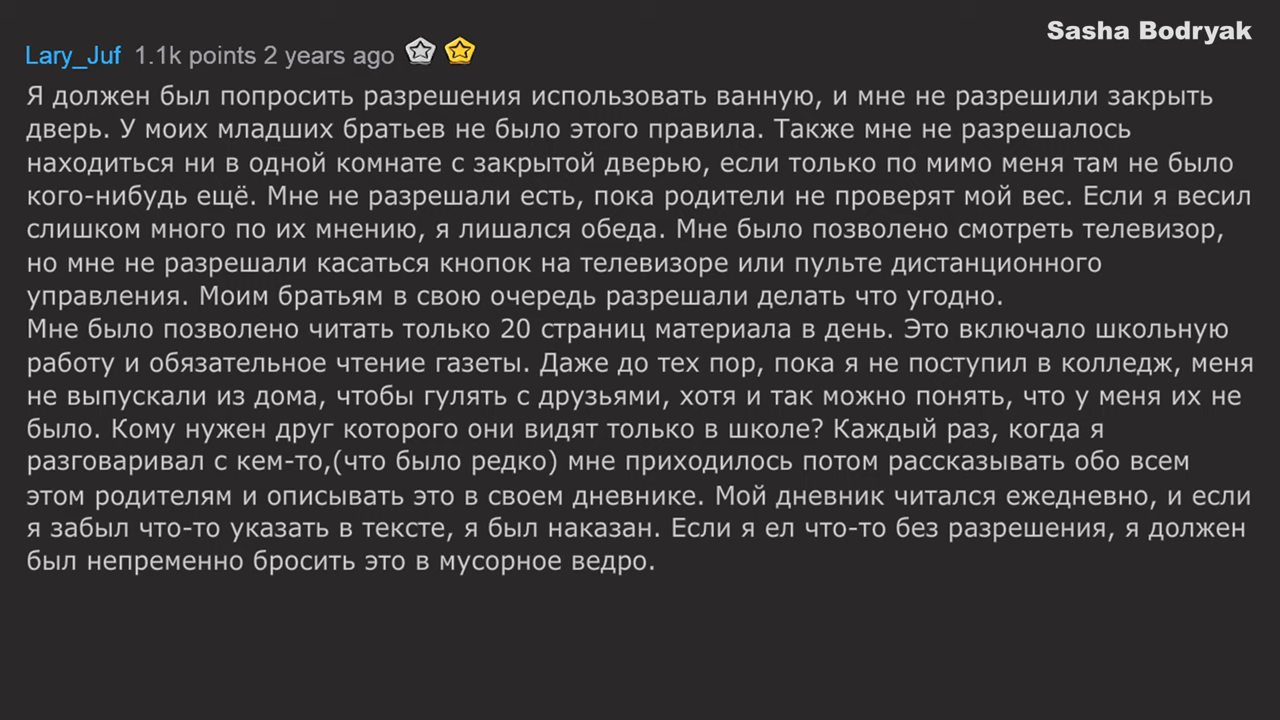 Sasha Bodryak
Lary_Juf 1.1k points 2 years ago
Я должен был попросить разрешения использовать ванную, и мне не разрешили закрыть
дверь. У моих младших братьев не было этого правила. Также мне не разрешалось
находиться ни в одной комнате с закрытой дверью, если только по мимо меня там не было
кого-нибудь ещё. Мне не разрешали есть, пока родители не проверят мой вес. Если я весил
слишком много по их мнению, я лишался обеда. Мне было позволено смотреть телевизор,
но мне не разрешали касаться кнопок на телевизоре или пульте дистанционного
управления. Моим братьям в свою очередь разрешали делать что угодно.
Мне было позволено читать только 20 страниц материала в день. Это включало школьную
работу и обязательное чтение газеты. Даже до тех пор, пока я не поступил в колледж, меня
не выпускали из дома, чтобы гулять с друзьями, хотя и так можно понять, что у меня их не
было. Кому нужен друг которого они видят только в школе? Каждый раз, когда я
разговаривал с кем-то,(что было редко) мне приходилось потом рассказывать обо всем
этом родителям и описывать это в своем дневнике. Мой дневник читался ежедневно, и если
я забыл что-то указать в тексте, я был наказан. Если я ел что-то без разрешения, я должен
был непременно бросить это в мусорное ведро.